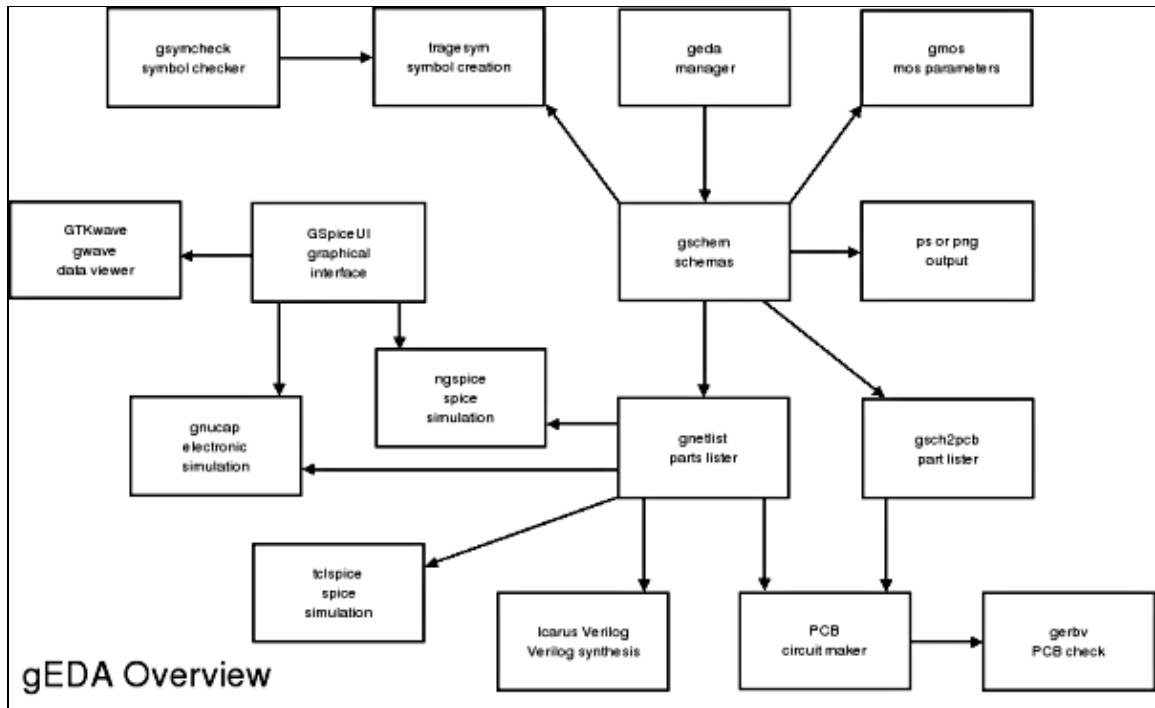 gsymcheck
symbol checker
tragesym
symbol creation
geda
manager
gmos
mos parameters
GTKwave
gwave
data viewer
GSpiceUI
graphical
interface
gschem
schemas
ps or png
output
ngspice
spice
simulation
gnucap
electronic
simulation
gnetlist
parts lister
gsch2pcb
part lister
tclspice
spice
simulation
Icarus Verilog
Verilog synthesis
PCB
circuit maker
gerbv
PCB check
gEDA Overview